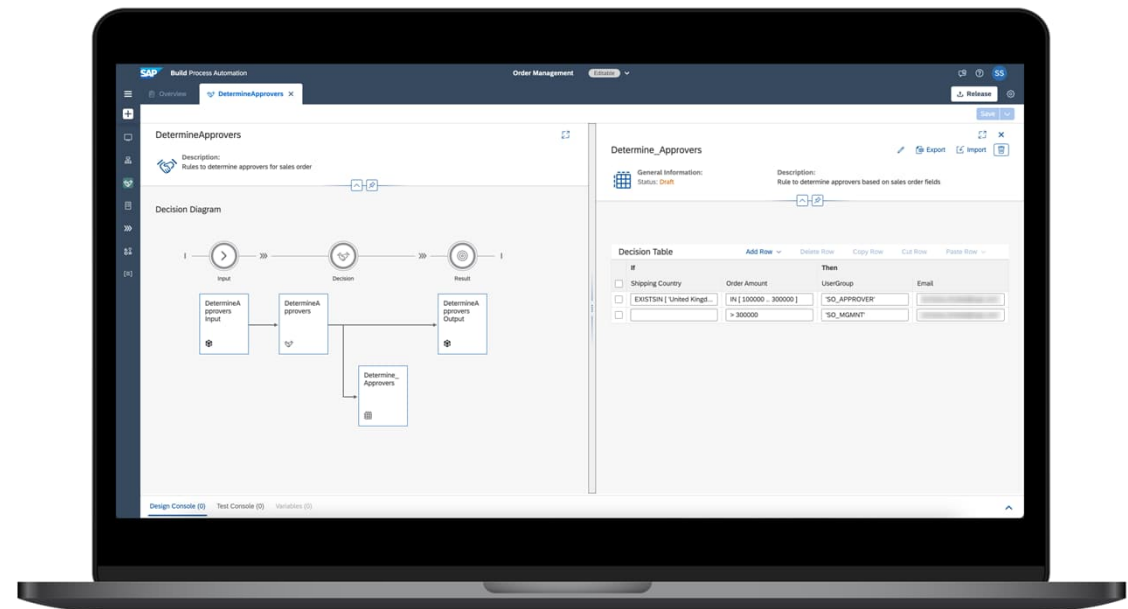 SAP Build Process Automation
Order Management Editable
SS
Overview
DetermineApprovers ×
Release
Save
DetermineApprovers
Description:
Rules to determine approvers for sales order
Decision Diagram
Input
Decision
Result
DetermineA
pprovers
Input
DetermineA
pprovers
DetermineA
pprovers
Output
Determine_
Approvers
Determine_Approvers
Export
Import
General Information:
Status: Draft
Description:
Rule to determine approvers based on sales order fields
Decision Table
Add Row
Delete Row
Copy Row
Cut Row
Paste Row
If
Then
Shipping Country
Order Amount
UserGroup
Email
EXISTSIN [ 'United Kingd...
IN [ 100000 .. 300000 ]
'SO_APPROVER'
> 300000
'SO_MGMNT'
Design Console (0)
Test Console (0)
Variables (0)